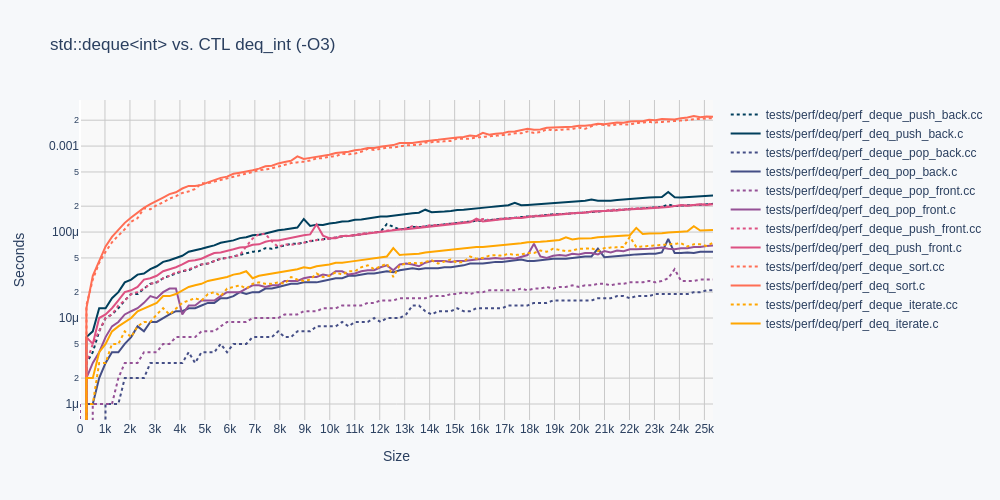 std::deque<int> vs. CTL deq_int (-O3)
Seconds
2
0.001
5
2
100μ
5
2
10μ
5
2
1μ
0 1k 2k 3k 4k 5k 6k 7k 8k 9k 10k 11k 12k 13k 14k 15k 16k 17k 18k 19k 20k 21k 22k 23k 24k 25k
Size
tests/perf/deq/perf_deque_push_back.cc
tests/perf/deq/perf_deq_push_back.c
tests/perf/deq/perf_deque_pop_back.cc
tests/perf/deq/perf_deq_pop_back.c
tests/perf/deq/perf_deque_pop_front.cc
tests/perf/deq/perf_deq_pop_front.c
tests/perf/deq/perf_deque_push_front.cc
tests/perf/deq/perf_deq_push_front.c
tests/perf/deq/perf_deque_sort.cc
tests/perf/deq/perf_deq_sort.c
tests/perf/deq/perf_deque_iterate.cc
tests/perf/deq/perf_deq_iterate.c